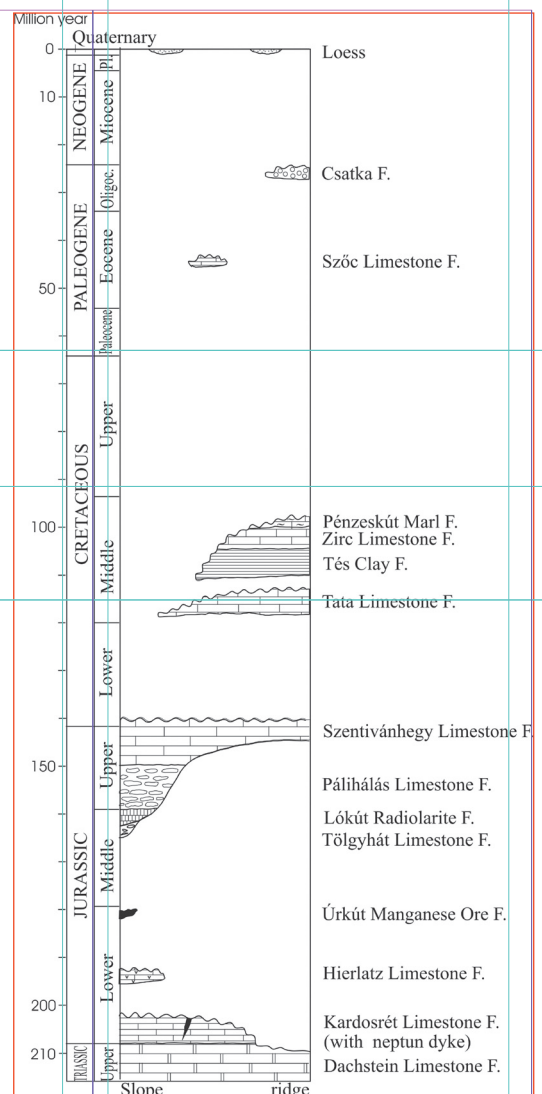 Million year
Quaternary
0
Pl.
Loess
NEOGENE
10
Miocene
Csatka F.
Oligoc.
PALEOGENE
Eocene
Szőc Limestone F.
50
Paleocene
CRETACEOUS
Upper
100
Middle
Pénzeskút Marl F.
Zirc Limestone F.
Tés Clay F.
Tata Limestone F.
Lower
Szentivánhegy Limestone F.
JURASSIC
Upper
150
Pálihálás Limestone F.
Lókút Radiolarite F.
Tölgyhát Limestone F.
Middle
Úrkút Manganese Ore F.
Lower
Hierlatz Limestone F.
200
Kardosrét Limestone F.
(with neptun dyke)
210
TRIASSIC
Upper
Dachstein Limestone F.
Slope
ridge